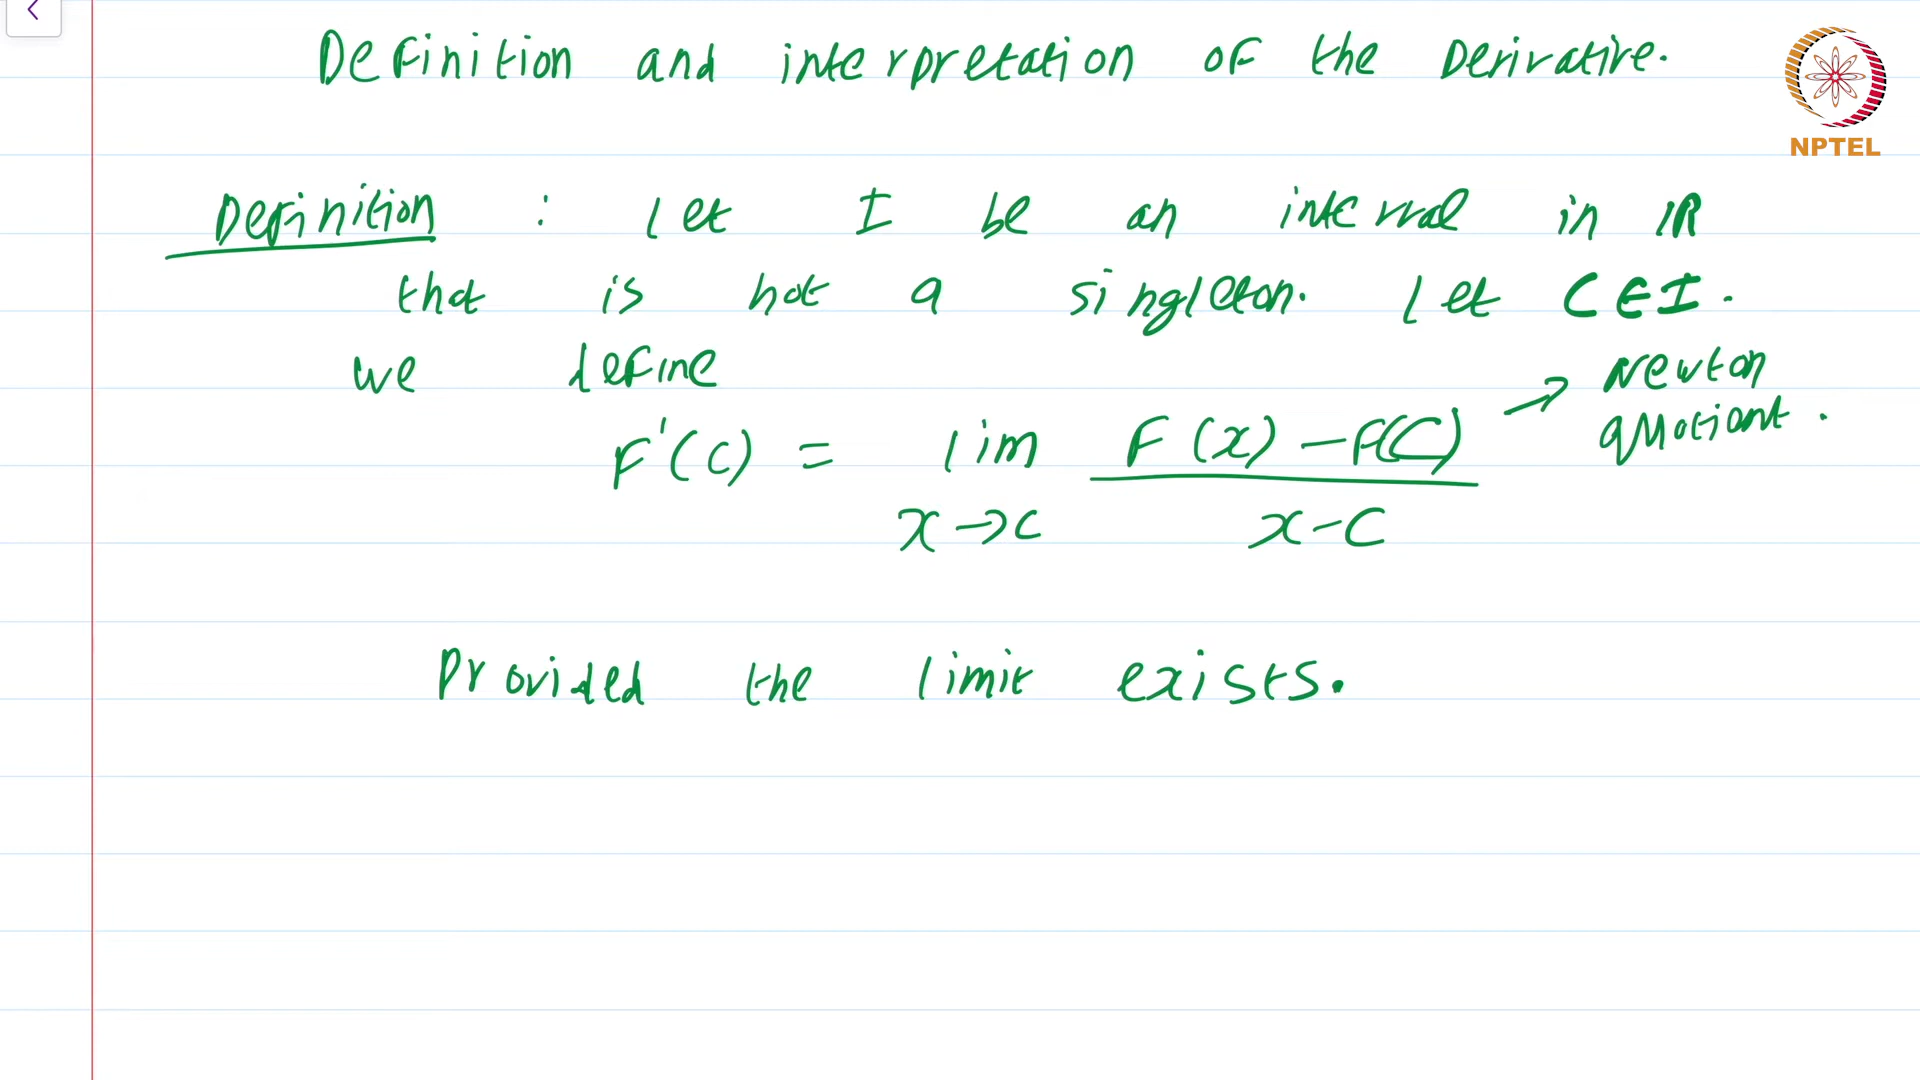 Definition and interpretation of the Derivative.
NPTEL
Definition : Let I be an interval in ℝ
that is not a singleton. Let C ∈ I.
we define
→ Newton
quotient.
F'(c) = lim F(x) - F(c)
x→c x-c
Provided the limit exists.